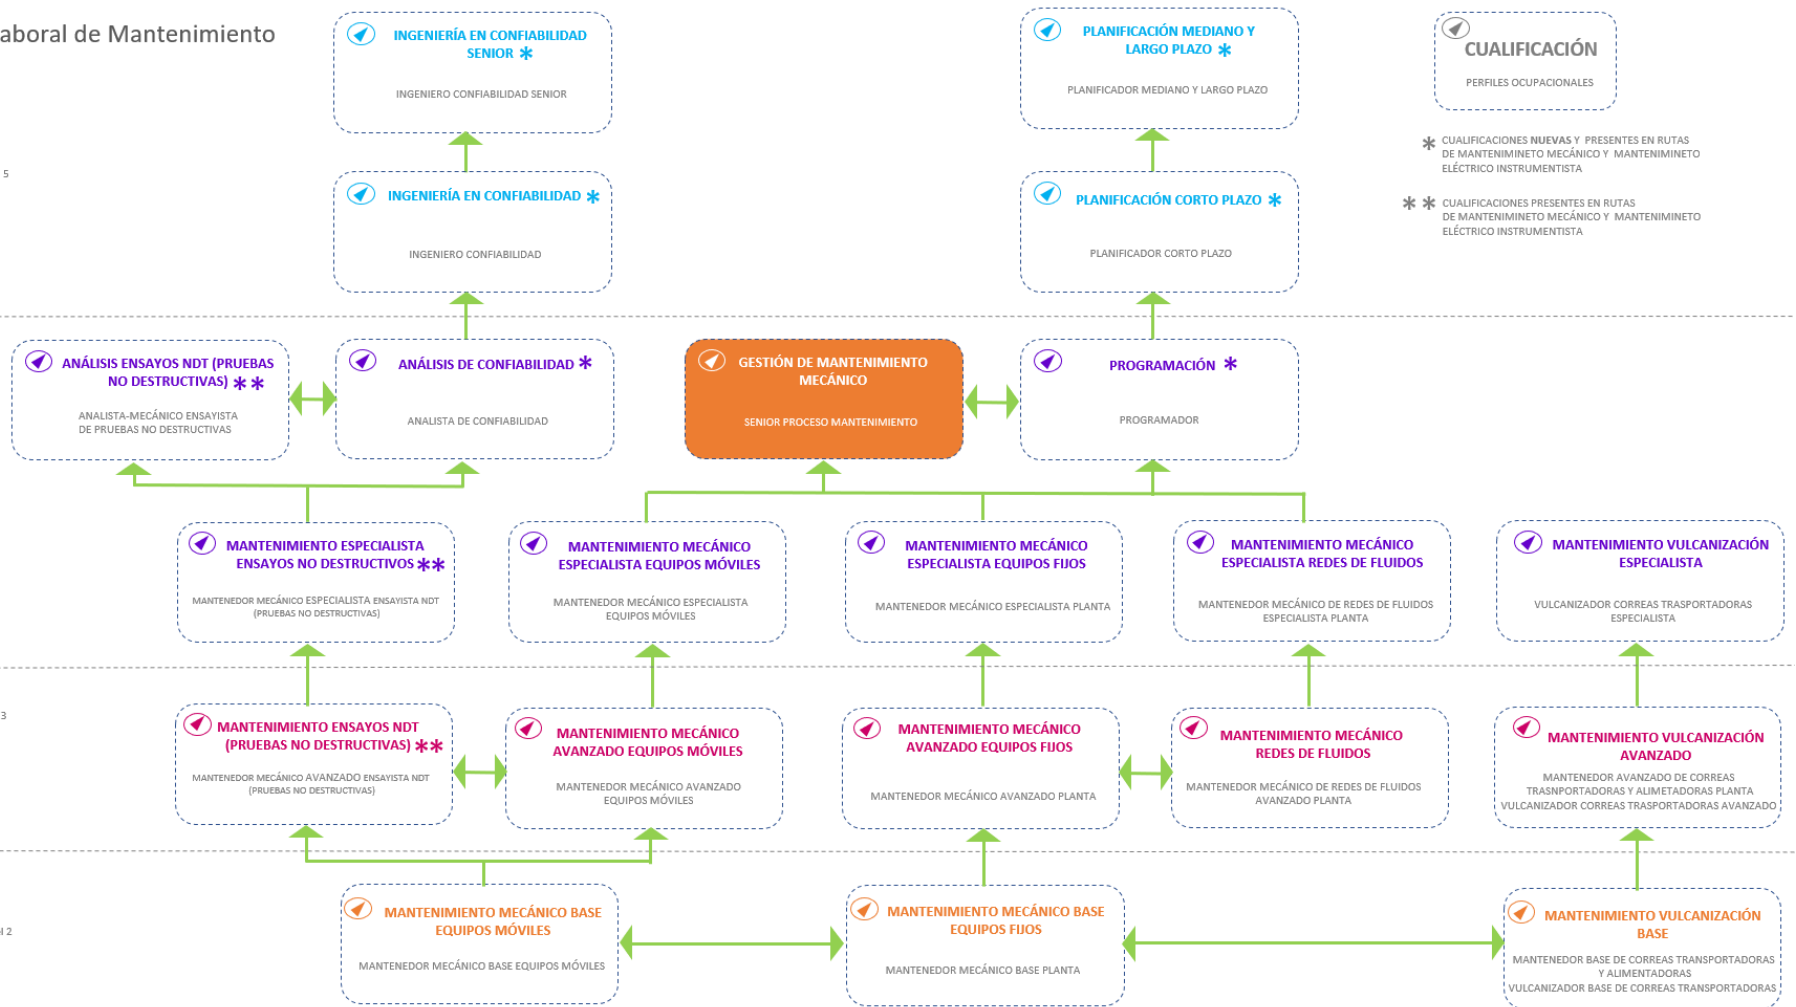 aboral de Mantenimiento
INGENIERÍA EN CONFIABILIDAD
SENIOR *
INGENIERO CONFIABILIDAD SENIOR
PLANIFICACIÓN MEDIANO Y
LARGO PLAZO *
PLANIFICADOR MEDIANO Y LARGO PLAZO
CUALIFICACIÓN
PERFILES OCUPACIONALES
* CUALIFICACIONES NUEVAS Y PRESENTES EN RUTAS
DE MANTENIMINETO MECÁNICO Y MANTENIMINETO
ELÉCTRICO INSTRUMENTISTA
* * CUALIFICACIONES PRESENTES EN RUTAS
DE MANTENIMINETO MECÁNICO Y MANTENIMINETO
ELÉCTRICO INSTRUMENTISTA
5
INGENIERÍA EN CONFIABILIDAD *
INGENIERO CONFIABILIDAD
PLANIFICACIÓN CORTO PLAZO *
PLANIFICADOR CORTO PLAZO
ANÁLISIS ENSAYOS NDT (PRUEBAS
NO DESTRUCTIVAS) * *
ANALISTA-MECÁNICO ENSAYISTA
DE PRUEBAS NO DESTRUCTIVAS
ANÁLISIS DE CONFIABILIDAD *
ANALISTA DE CONFIABILIDAD
GESTIÓN DE MANTENIMIENTO
MECÁNICO
SENIOR PROCESO MANTENIMIENTO
PROGRAMACIÓN *
PROGRAMADOR
MANTENIMIENTO ESPECIALISTA
ENSAYOS NO DESTRUCTIVOS * *
MANTENEDOR MECÁNICO ESPECIALISTA ENSAYISTA NDT
(PRUEBAS NO DESTRUCTIVAS)
MANTENIMIENTO MECÁNICO
ESPECIALISTA EQUIPOS MÓVILES
MANTENEDOR MECÁNICO ESPECIALISTA
EQUIPOS MÓVILES
MANTENIMIENTO MECÁNICO
ESPECIALISTA EQUIPOS FIJOS
MANTENEDOR MECÁNICO ESPECIALISTA PLANTA
MANTENIMIENTO MECÁNICO
ESPECIALISTA REDES DE FLUIDOS
MANTENEDOR MECÁNICO DE REDES DE FLUIDOS
ESPECIALISTA PLANTA
MANTENIMIENTO VULCANIZACIÓN
ESPECIALISTA
VULCANIZADOR CORREAS TRASPORTADORAS
ESPECIALISTA
3
MANTENIMIENTO ENSAYOS NDT
(PRUEBAS NO DESTRUCTIVAS) * *
MANTENEDOR MECÁNICO AVANZADO ENSAYISTA NDT
(PRUEBAS NO DESTRUCTIVAS)
MANTENIMIENTO MECÁNICO
AVANZADO EQUIPOS MÓVILES
MANTENEDOR MECÁNICO AVANZADO
EQUIPOS MÓVILES
MANTENIMIENTO MECÁNICO
AVANZADO EQUIPOS FIJOS
MANTENEDOR MECÁNICO AVANZADO PLANTA
MANTENIMIENTO MECÁNICO
REDES DE FLUIDOS
MANTENEDOR MECÁNICO DE REDES DE FLUIDOS
AVANZADO PLANTA
MANTENIMIENTO VULCANIZACIÓN
AVANZADO
MANTENEDOR AVANZADO DE CORREAS
TRASNPORTADORAS Y ALIMETADORAS PLANTA
VULCANIZADOR CORREAS TRASPORTADORAS AVANZADO
l 2
MANTENIMIENTO MECÁNICO BASE
EQUIPOS MÓVILES
MANTENEDOR MECÁNICO BASE EQUIPOS MÓVILES
MANTENIMIENTO MECÁNICO BASE
EQUIPOS FIJOS
MANTENEDOR MECÁNICO BASE PLANTA
MANTENIMIENTO VULCANIZACIÓN
BASE
MANTENEDOR BASE DE CORREAS TRANSPORTADORAS
Y ALIMENTADORAS
VULCANIZADOR BASE DE CORREAS TRANSPORTADORAS